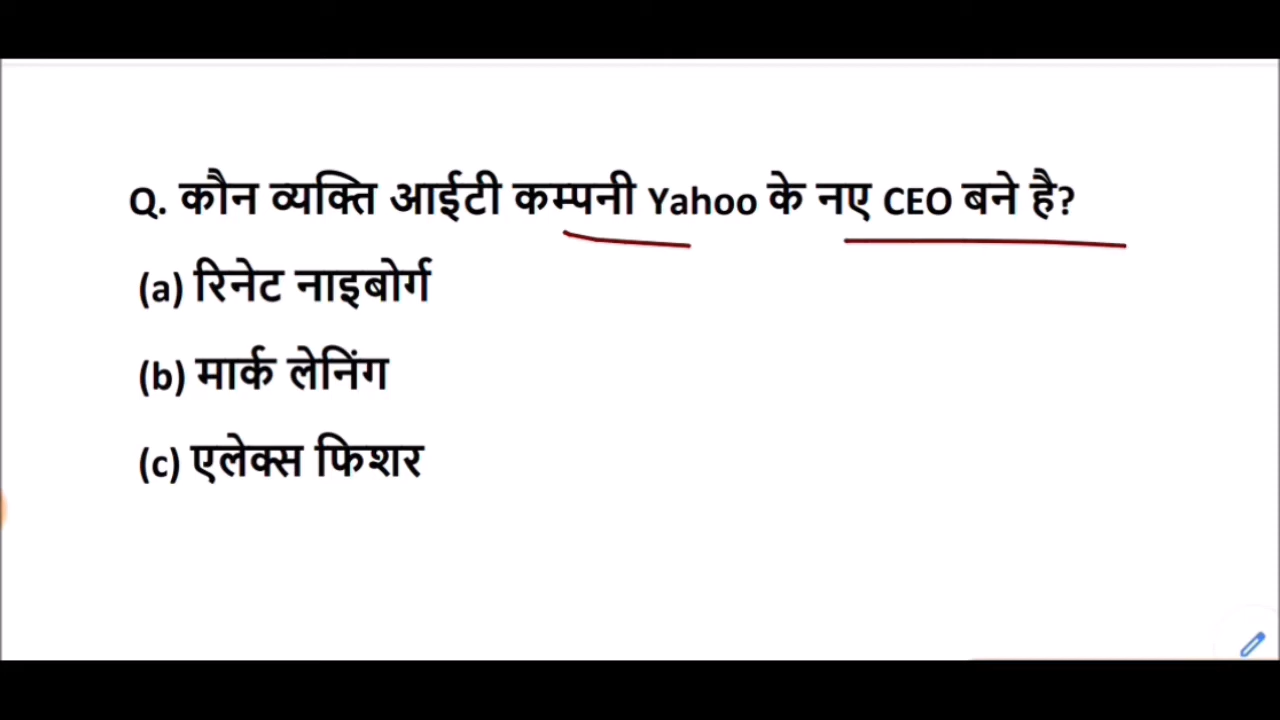 Q. कौन व्यक्ति आईटी कम्पनी Yahoo के नए CEO बने है?
(a) रिनेट नाइबोर्ग
(b) मार्क लेनिंग
(c) एलेक्स फिशर